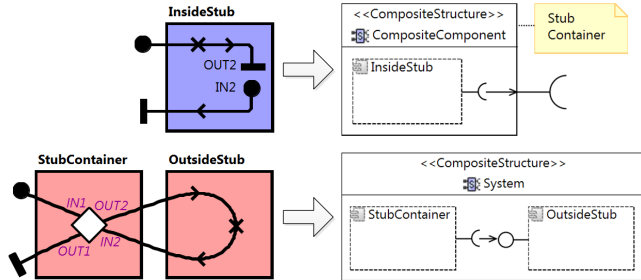 InsideStub
OUT2
IN2
<<CompositeStructure>>
CompositeComponent
InsideStub
Stub
Container
StubContainer
OutsideStub
IN1
OUT2
OUT1
IN2
<<CompositeStructure>>
System
StubContainer
OutsideStub